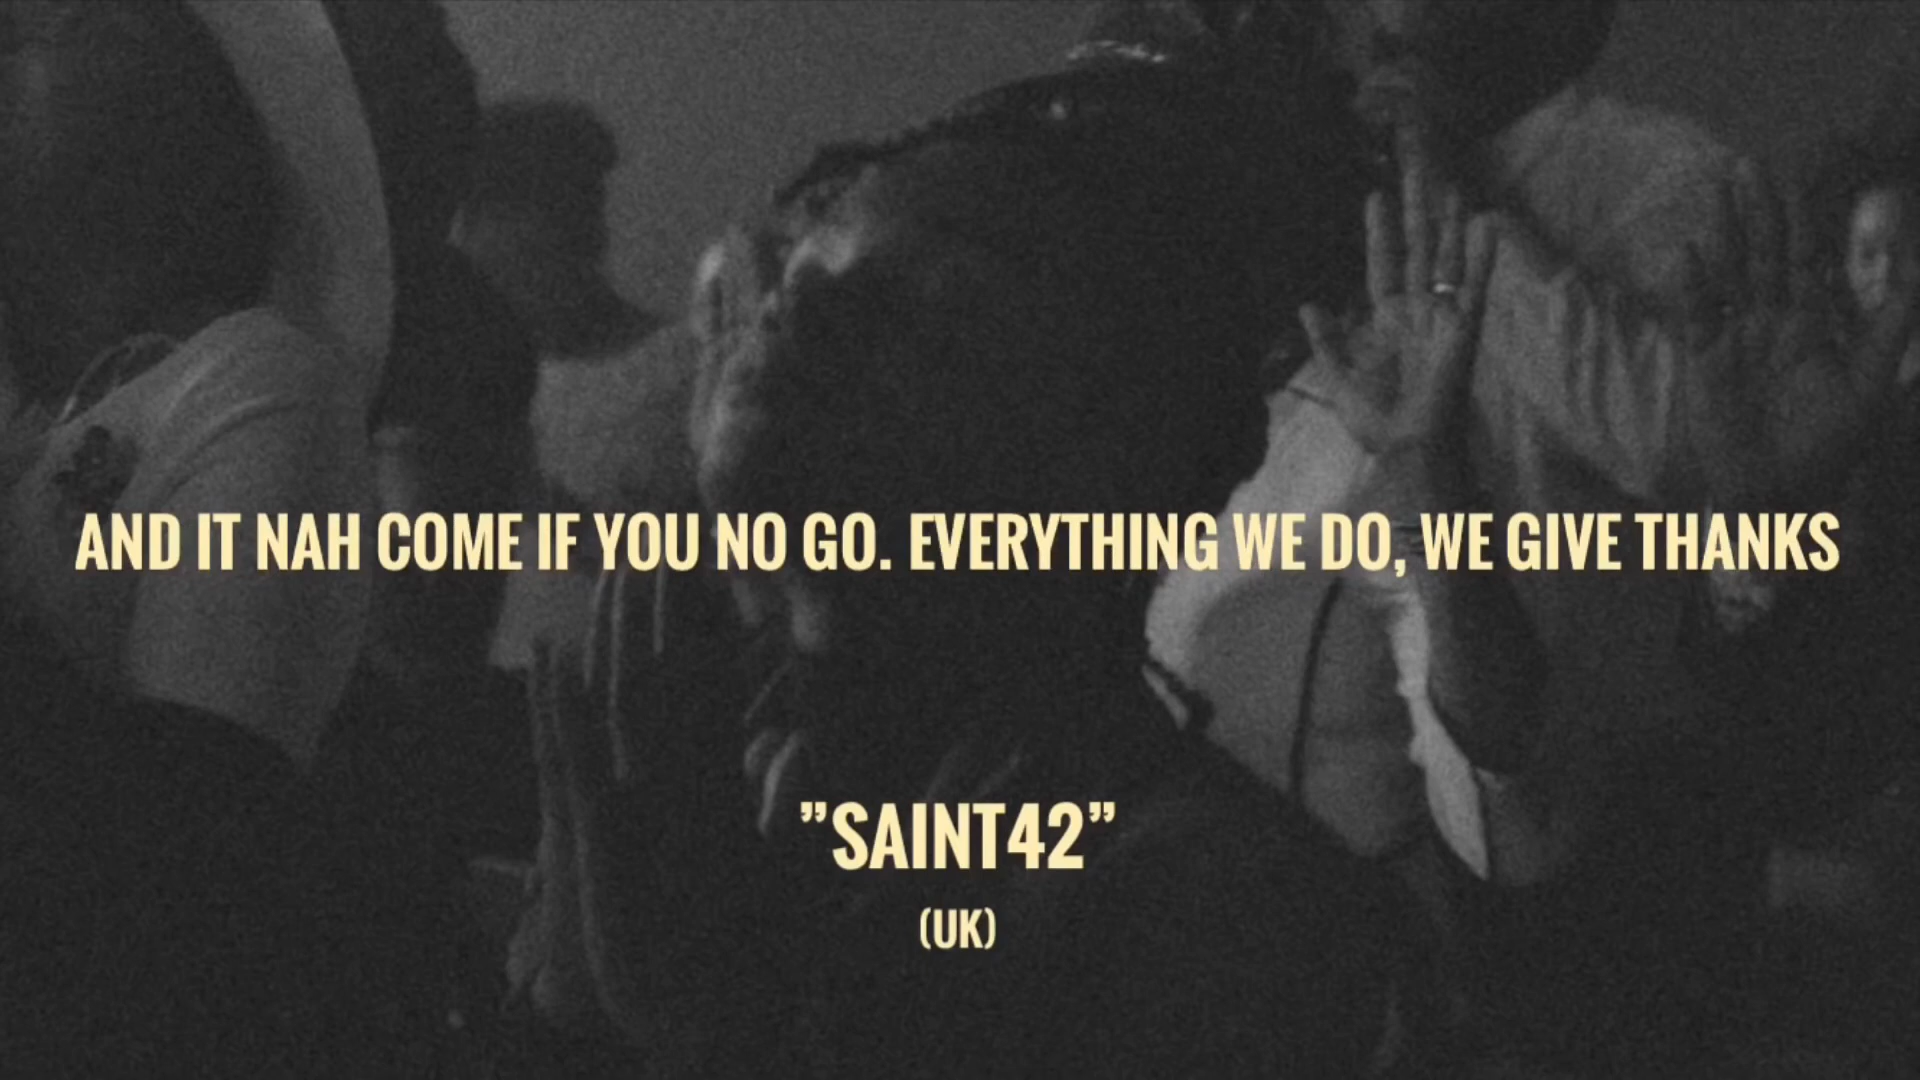 AND IT NAH COME IF YOU NO GO. EVERYTHING WE DO, WE GIVE THANKS
”SAINT42”
(UK)